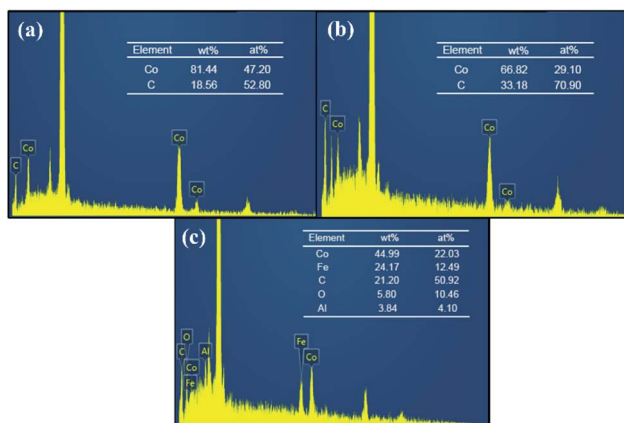 (a)
Element wt% at%
Co 81.44 47.20
C 18.56 52.80
C
Co
Co
Co
(b)
Element wt% at%
Co 66.82 29.10
C 33.18 70.90
C
Co
Co
Co
(c)
Element wt% at%
Co 44.99 22.03
Fe 24.17 12.49
C 21.20 50.92
O 5.80 10.46
Al 3.84 4.10
O
C
Al
Co
Fe
Fe
Co